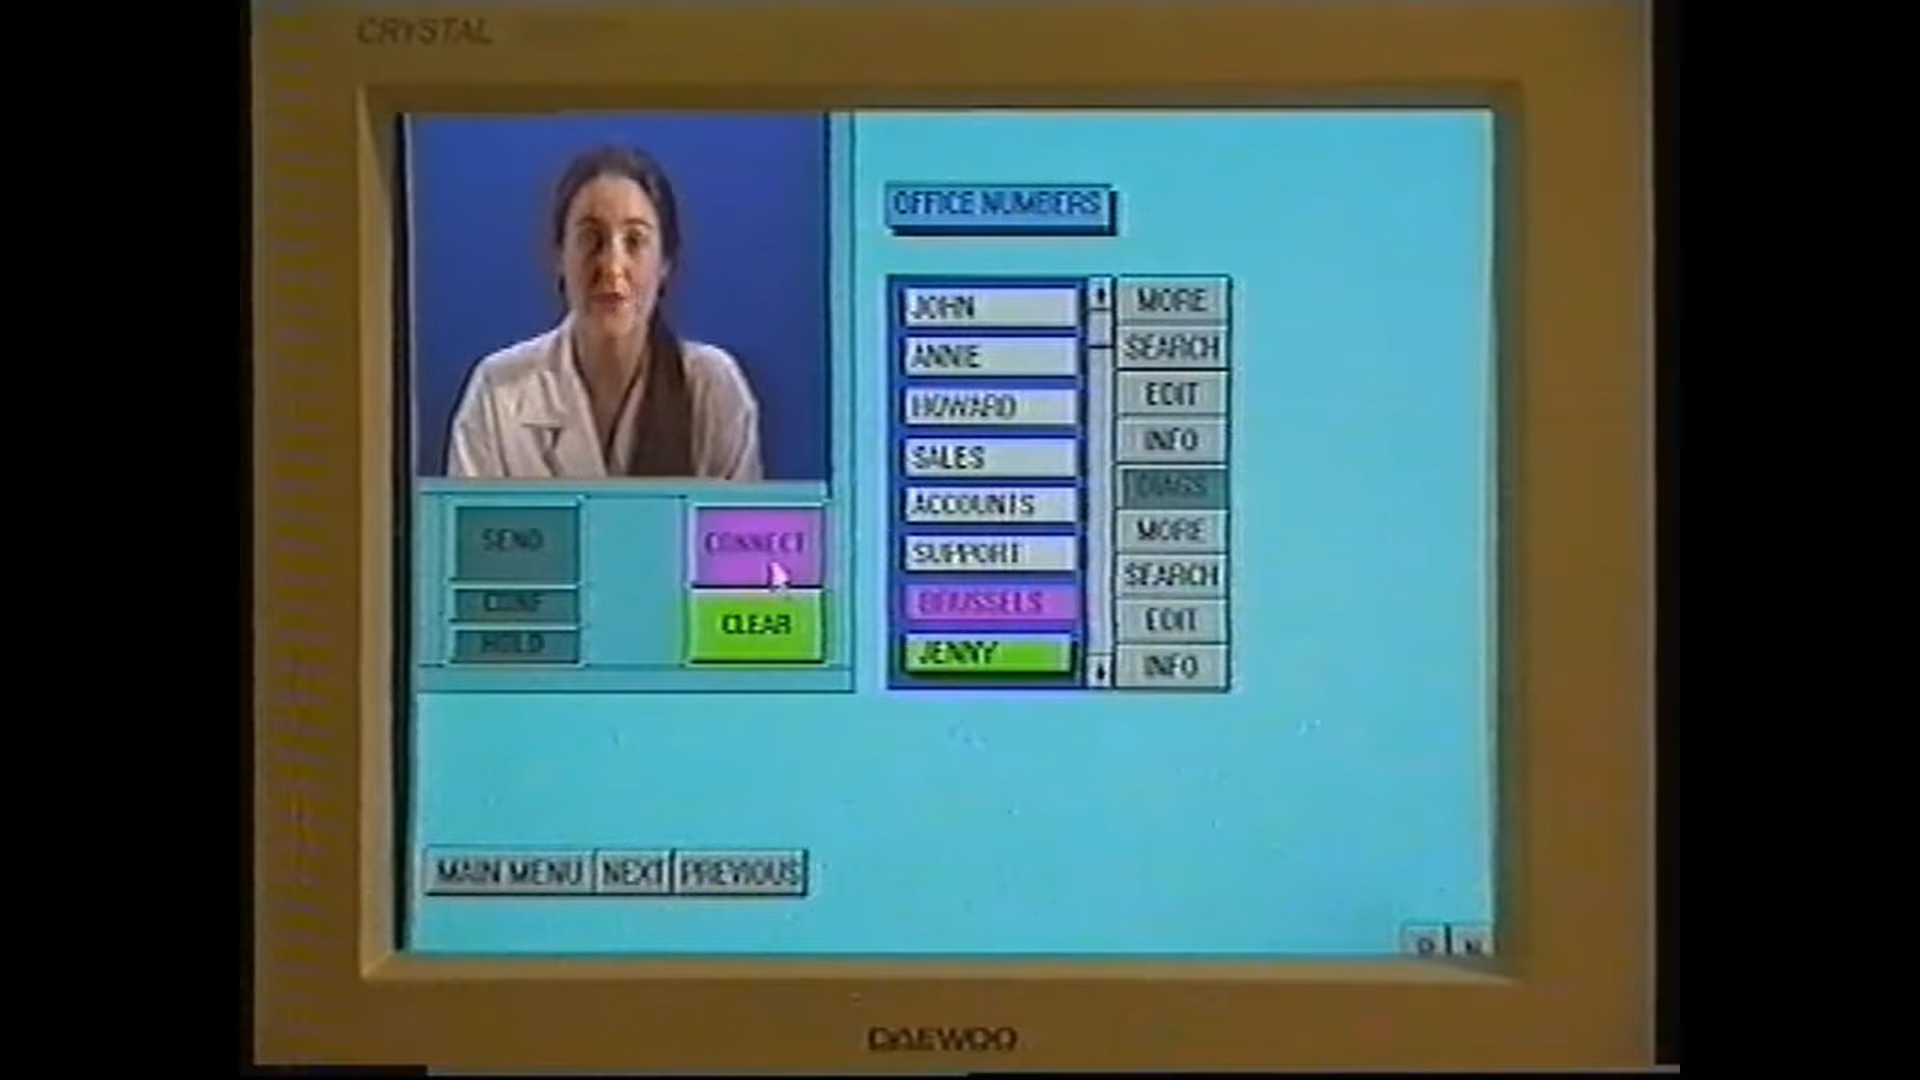 CRYSTAL
OFFICE NUMBERS
JOHN
ANNIE
HOWARD
SALES
ACCOUNTS
SUPPORT
BRUSSELS
JENNY
MORE
SEARCH
EDIT
INFO
DIAGS
MORE
SEARCH
EDIT
INFO
SEND
CONF
HOLD
CONNECT
CLEAR
MAIN MENU
NEXT
PREVIOUS
DAEWOO